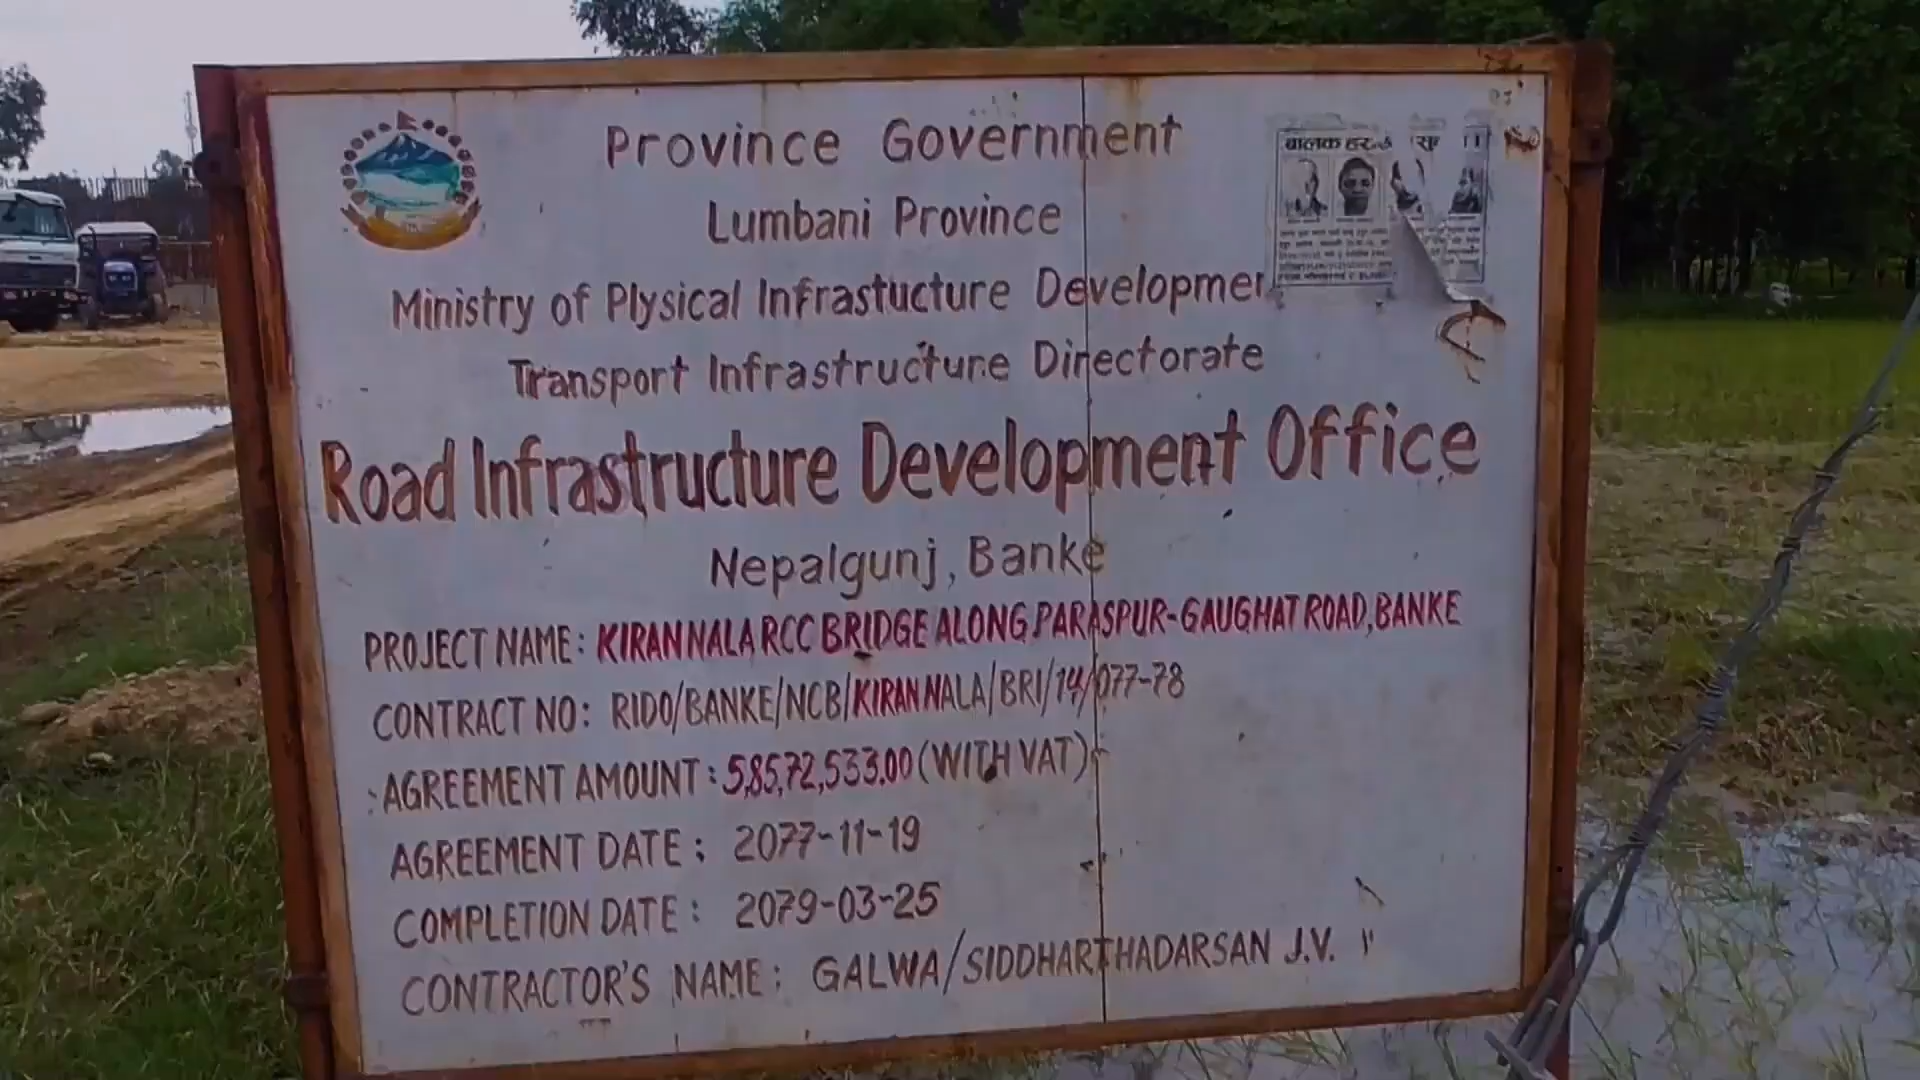 Province Government
Lumbani Province
Ministry of Plysical Infrastucture Developmen
Transport Infrastructure Directorate
Road Infrastructure Development Office
Nepalgunj, Banke
PROJECT NAME: KIRAN NALA RCC BRIDGE ALONG PARASPUR-GAUGHAT ROAD, BANKE
CONTRACT NO: RIDO/BANKE/NCB/KIRAN NALA/BRI/14/077-78
AGREEMENT AMOUNT: 5,85,72,533.00 (WITH VAT)
AGREEMENT DATE: 2077-11-19
COMPLETION DATE: 2079-03-25
CONTRACTOR'S NAME: GALWA/SIDDHARTHADARSAN J.V.
बालक